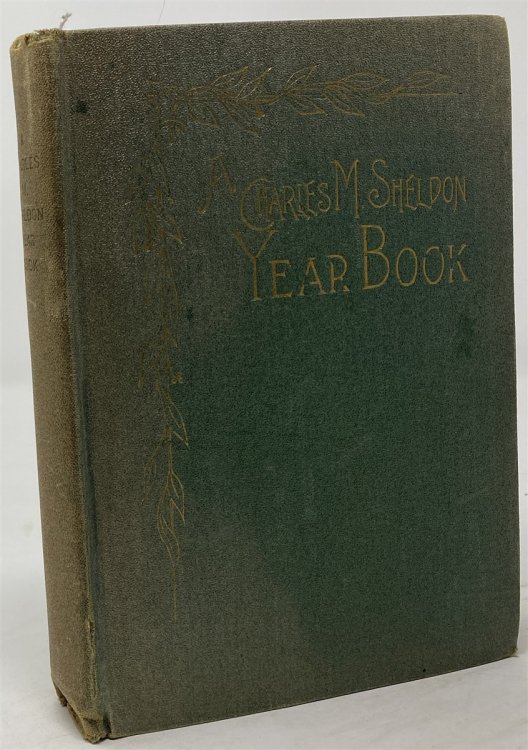 A
Charles M. Sheldon
Year Book